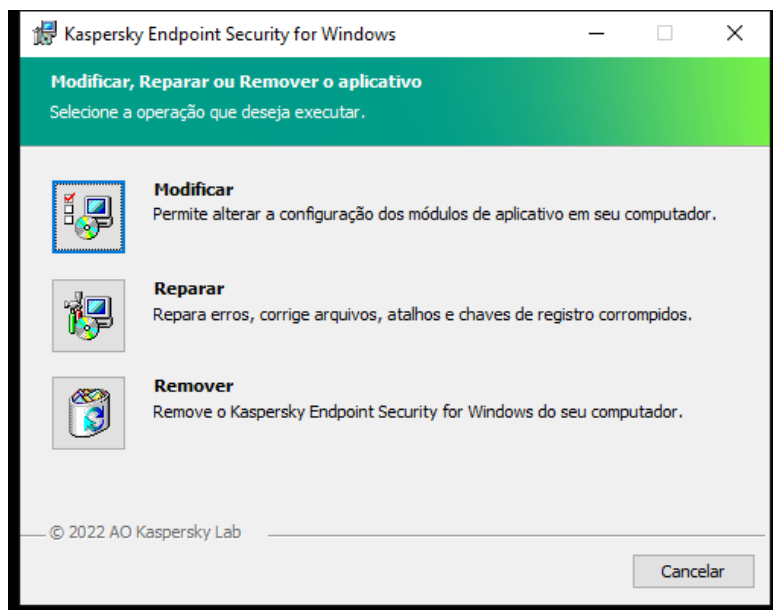 Kaspersky Endpoint Security for Windows
Modificar, Reparar ou Remover o aplicativo
Selecione a operação que deseja executar.
Modificar
Permite alterar a configuração dos módulos de aplicativo em seu computador.
Reparar
Repara erros, corrige arquivos, atalhos e chaves de registro corrompidos.
Remover
Remove o Kaspersky Endpoint Security for Windows do seu computador.
© 2022 AO Kaspersky Lab
Cancelar